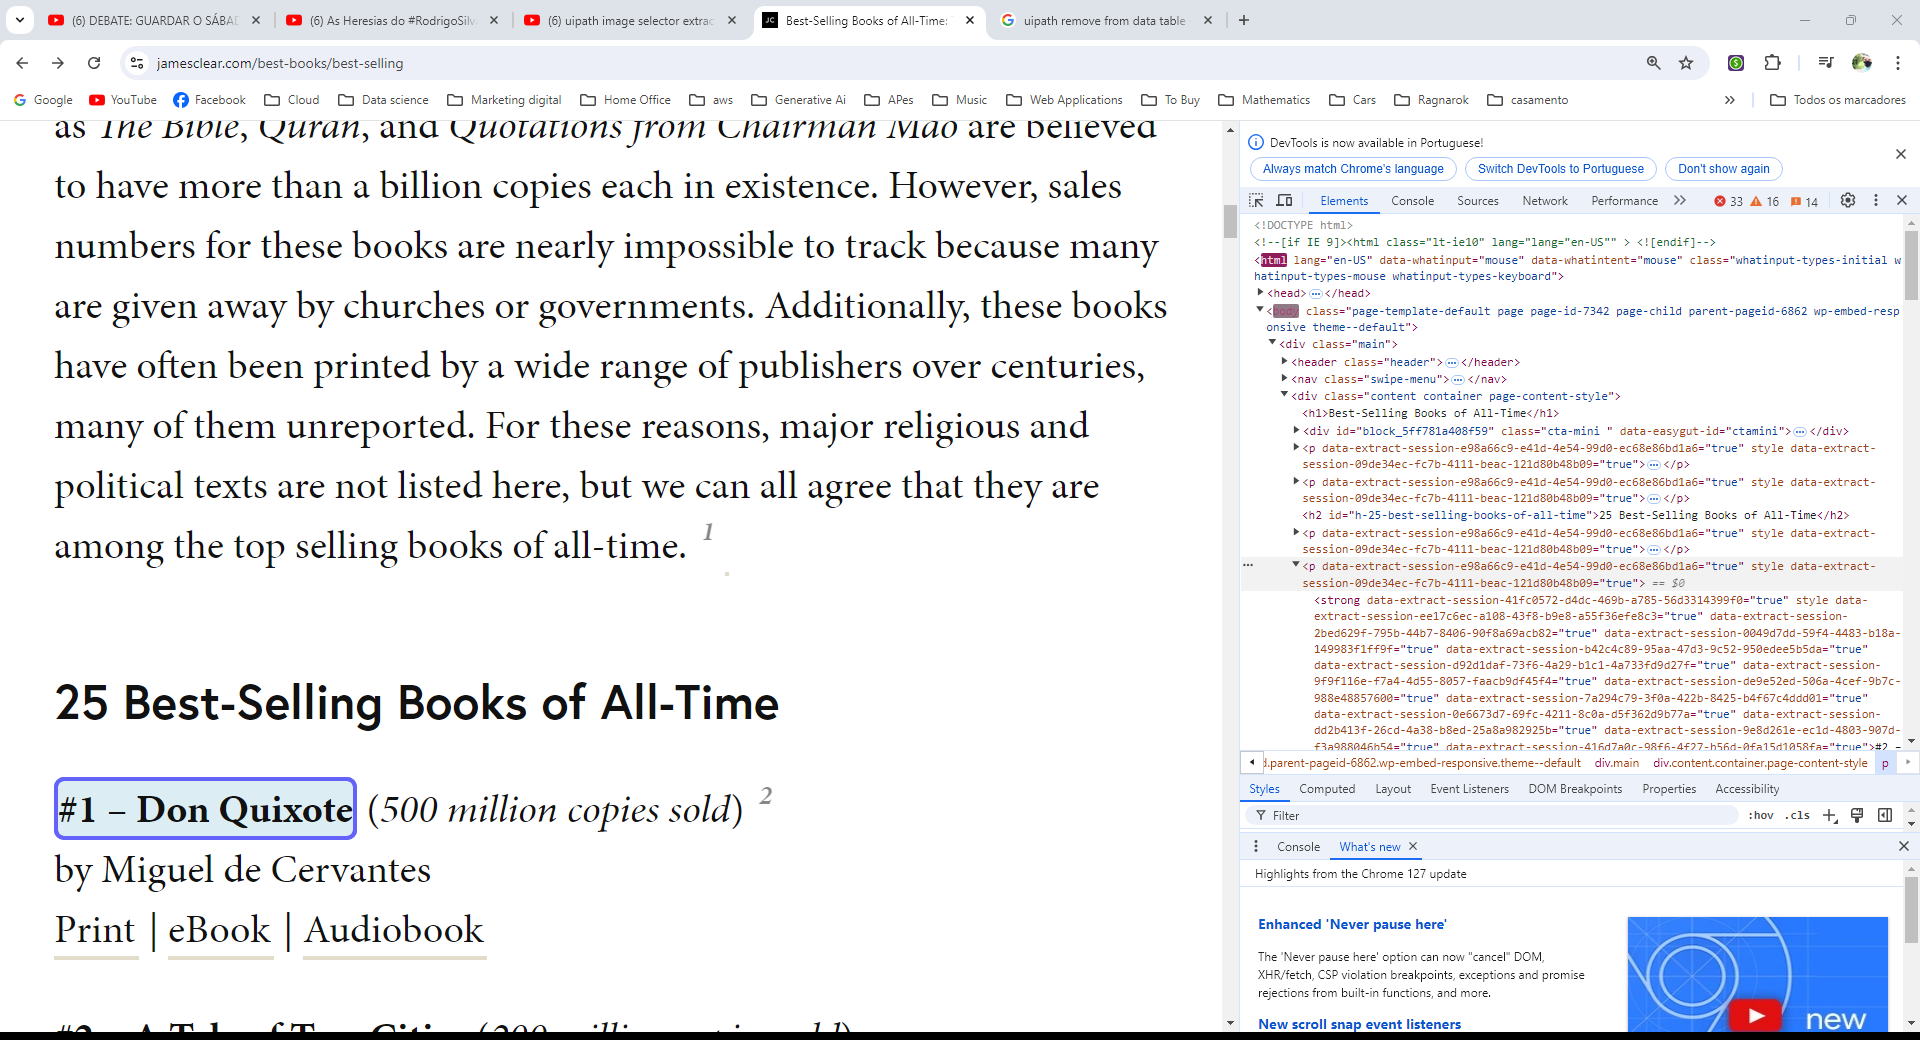 (6) DEBATE: GUARDAR O SÁBAD
(6) As Heresias do #RodrigoSilva
(6) uipath image selector extrac
Best-Selling Books of All-Time:
uipath remove from data table
jamesclear.com/best-books/best-selling
Google YouTube Facebook Cloud Data science Marketing digital Home Office aws Generative Ai APes Music Web Applications To Buy Mathematics Cars Ragnarok casamento » Todos os marcadores
as The Bible, Quran, and Quotations from Chairman Mao are believed
to have more than a billion copies each in existence. However, sales
numbers for these books are nearly impossible to track because many
are given away by churches or governments. Additionally, these books
have often been printed by a wide range of publishers over centuries,
many of them unreported. For these reasons, major religious and
political texts are not listed here, but we can all agree that they are
among the top selling books of all-time. 1
25 Best-Selling Books of All-Time
#1 – Don Quixote (500 million copies sold) 2
by Miguel de Cervantes
Print | eBook | Audiobook
DevTools is now available in Portuguese!
Always match Chrome's language Switch DevTools to Portuguese Don't show again
Elements Console Sources Network Performance » 33 16 14
<!DOCTYPE html>
<!--[if IE 9]><html class="lt-ie10" lang="lang="en-US"" > <![endif]-->
<html lang="en-US" data-whatinput="mouse" data-whatintent="mouse" class="whatinput-types-initial w
hatinput-types-mouse whatinput-types-keyboard">
<head>…</head>
<body class="page-template-default page page-id-7342 page-child parent-pageid-6862 wp-embed-resp
onsive theme--default">
<div class="main">
<header class="header">…</header>
<nav class="swipe-menu">…</nav>
<div class="content container page-content-style">
<h1>Best-Selling Books of All-Time</h1>
<div id="block_5ff781a408f59" class="cta-mini " data-easygut-id="ctamini">…</div>
<p data-extract-session-e98a66c9-e41d-4e54-99d0-ec68e86bd1a6="true" style data-extract-
session-09de34ec-fc7b-4111-beac-121d80b48b09="true">…</p>
<p data-extract-session-e98a66c9-e41d-4e54-99d0-ec68e86bd1a6="true" style data-extract-
session-09de34ec-fc7b-4111-beac-121d80b48b09="true">…</p>
<h2 id="h-25-best-selling-books-of-all-time">25 Best-Selling Books of All-Time</h2>
<p data-extract-session-e98a66c9-e41d-4e54-99d0-ec68e86bd1a6="true" style data-extract-
session-09de34ec-fc7b-4111-beac-121d80b48b09="true">…</p>
<p data-extract-session-e98a66c9-e41d-4e54-99d0-ec68e86bd1a6="true" style data-extract-
session-09de34ec-fc7b-4111-beac-121d80b48b09="true"> == $0
<strong data-extract-session-41fc0572-d4dc-469b-a785-56d3314399f0="true" style data-
extract-session-ee17c6ec-a108-43f8-b9e8-a55f36efe8c3="true" data-extract-session-
2bed629f-795b-44b7-8406-90f8a69acb82="true" data-extract-session-0049d7dd-59f4-4483-b18a-
149983f1ff9f="true" data-extract-session-b42c4c89-95aa-47d3-9c52-950edee5b5da="true"
data-extract-session-d92d1daf-73f6-4a29-b1c1-4a733fd9d27f="true" data-extract-session-
9f9f116e-f7a4-4d55-8057-faacb9df45f4="true" data-extract-session-de9e52ed-506a-4cef-9b7c-
988e48857600="true" data-extract-session-7a294c79-3f0a-422b-8425-b4f67c4ddd01="true"
data-extract-session-0e6673d7-69fc-4211-8c0a-d5f362d9b77a="true" data-extract-session-
dd2b413f-26cd-4a38-b8ed-25a8a982925b="true" data-extract-session-9e8d261e-ec1d-4803-907d-
f3a988046b54="true" data-extract-session-416d7a0c-98f6-4f27-b56d-0fa15d1058fa="true">#2 –
d.parent-pageid-6862.wp-embed-responsive.theme--default div.main div.content.container.page-content-style p
Styles Computed Layout Event Listeners DOM Breakpoints Properties Accessibility
Filter :hov .cls
Console What's new
Highlights from the Chrome 127 update
Enhanced 'Never pause here'
The 'Never pause here' option can now "cancel" DOM,
XHR/fetch, CSP violation breakpoints, exceptions and promise
rejections from built-in functions, and more.
New scroll snap event listeners
new